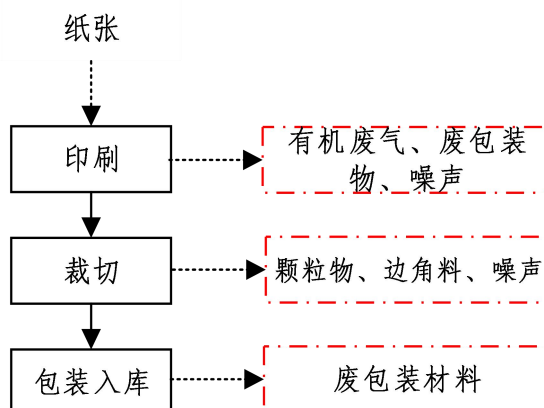 纸张
印刷
有机废气、废包装
物、噪声
裁切
颗粒物、边角料、噪声
包装入库
废包装材料